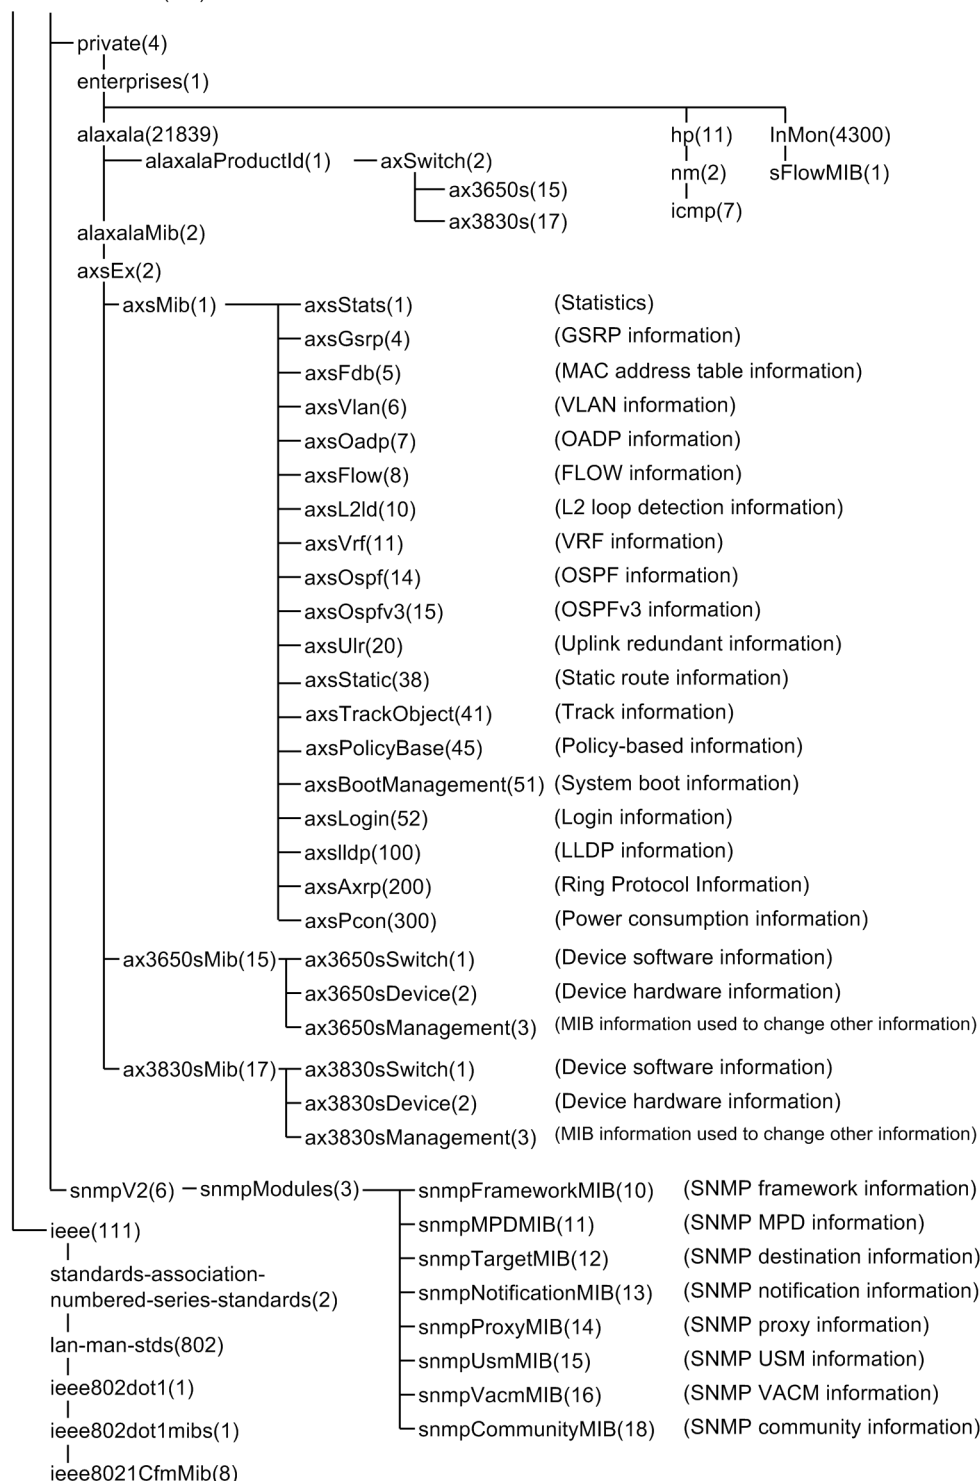 private(4)
enterprises(1)
alaxala(21839)
hp(11)
InMon(4300)
alaxalaProductId(1)
axSwitch(2)
nm(2)
sFlowMIB(1)
ax3650s(15)
icmp(7)
ax3830s(17)
alaxalaMib(2)
axsEx(2)
axsMib(1)
axsStats(1) (Statistics)
axsGsrp(4) (GSRP information)
axsFdb(5) (MAC address table information)
axsVlan(6) (VLAN information)
axsOadp(7) (OADP information)
axsFlow(8) (FLOW information)
axsL2ld(10) (L2 loop detection information)
axsVrf(11) (VRF information)
axsOspf(14) (OSPF information)
axsOspfv3(15) (OSPFv3 information)
axsUlr(20) (Uplink redundant information)
axsStatic(38) (Static route information)
axsTrackObject(41) (Track information)
axsPolicyBase(45) (Policy-based information)
axsBootManagement(51) (System boot information)
axsLogin(52) (Login information)
axslldp(100) (LLDP information)
axsAxrp(200) (Ring Protocol Information)
axsPcon(300) (Power consumption information)
ax3650sMib(15)
ax3650sSwitch(1) (Device software information)
ax3650sDevice(2) (Device hardware information)
ax3650sManagement(3) (MIB information used to change other information)
ax3830sMib(17)
ax3830sSwitch(1) (Device software information)
ax3830sDevice(2) (Device hardware information)
ax3830sManagement(3) (MIB information used to change other information)
snmpV2(6)
snmpModules(3)
snmpFrameworkMIB(10) (SNMP framework information)
snmpMPDMIB(11) (SNMP MPD information)
snmpTargetMIB(12) (SNMP destination information)
snmpNotificationMIB(13) (SNMP notification information)
snmpProxyMIB(14) (SNMP proxy information)
snmpUsmMIB(15) (SNMP USM information)
snmpVacmMIB(16) (SNMP VACM information)
snmpCommunityMIB(18) (SNMP community information)
ieee(111)
standards-association-
numbered-series-standards(2)
lan-man-stds(802)
ieee802dot1(1)
ieee802dot1mibs(1)
ieee8021CfmMib(8)